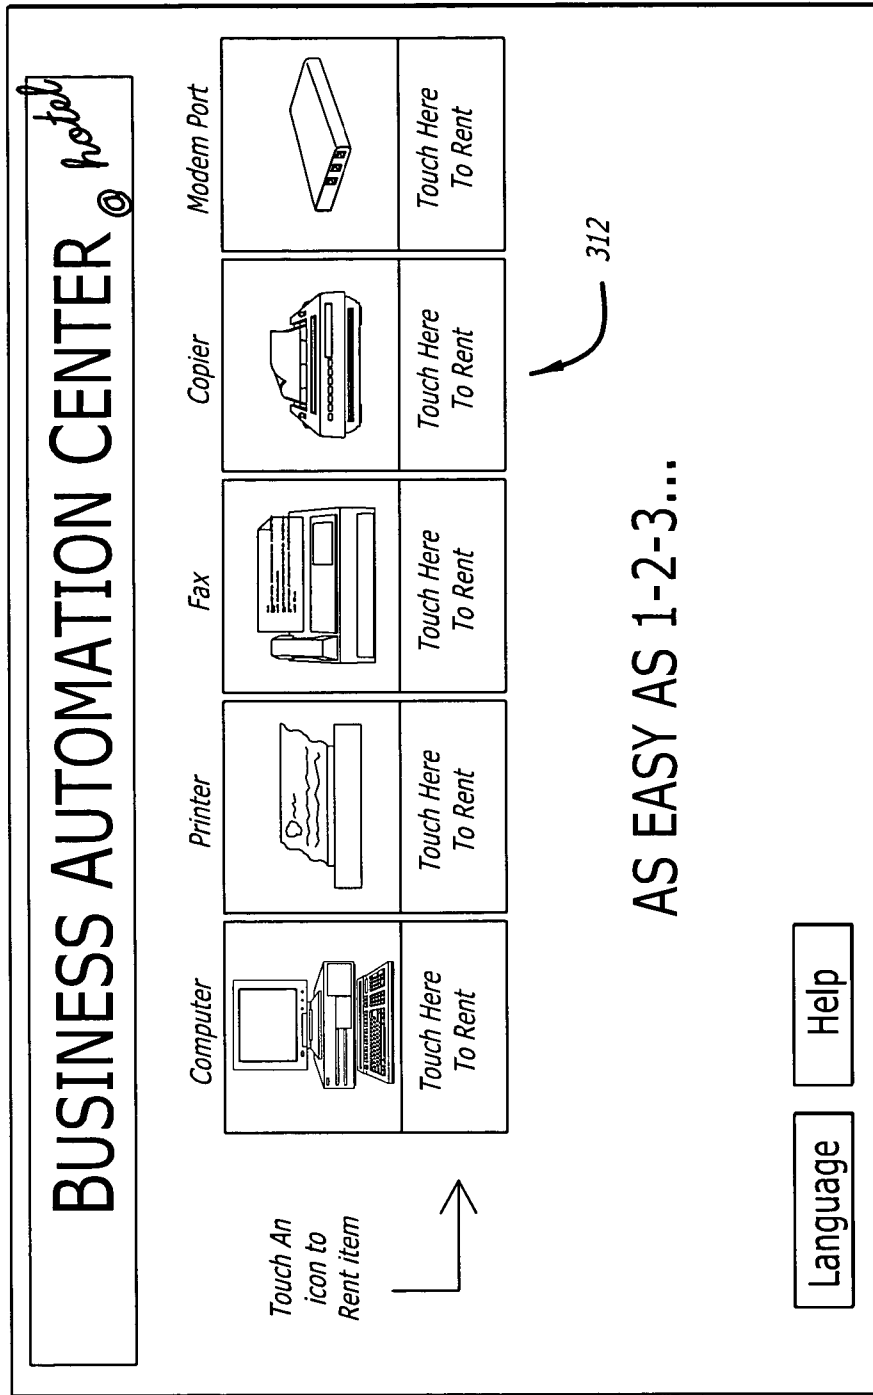 BUSINESS AUTOMATION CENTER @ hotel
Computer
Printer
Fax
Copier
Modem Port
Touch An
icon to
Rent item
Touch Here
To Rent
Touch Here
To Rent
Touch Here
To Rent
Touch Here
To Rent
Touch Here
To Rent
312
AS EASY AS 1-2-3...
Language
Help